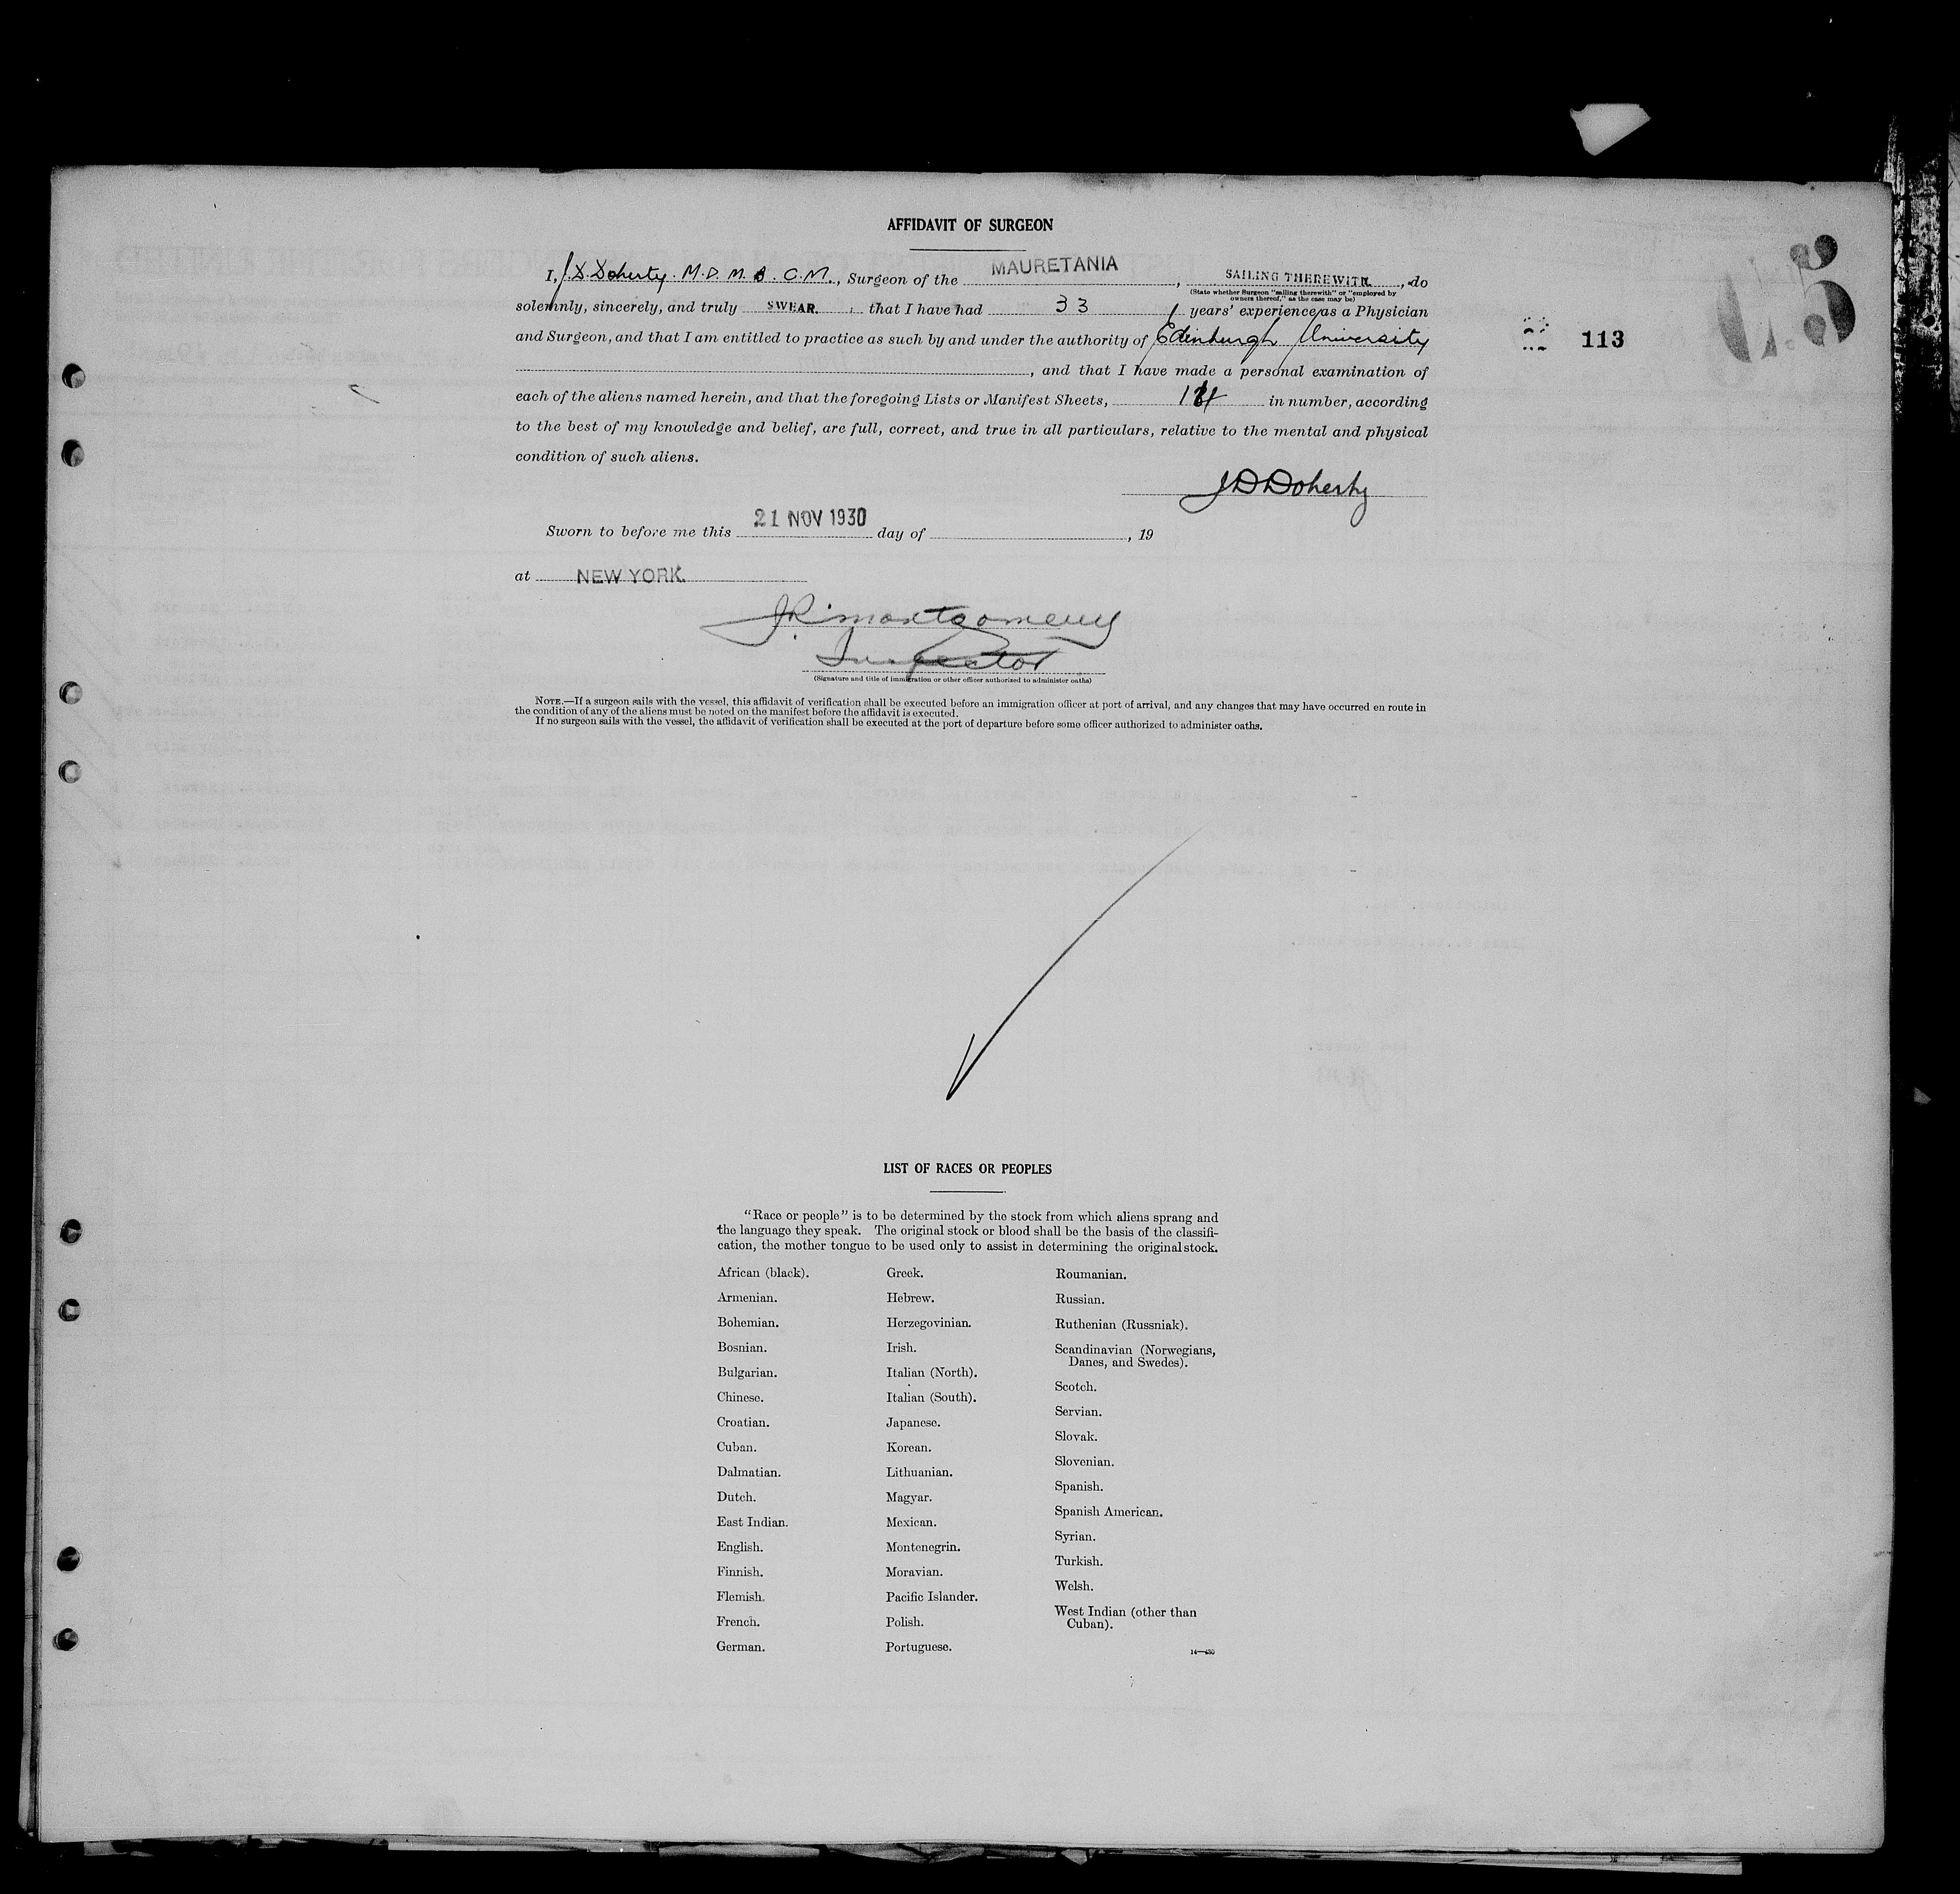 AFFIDAVIT OF SURGEON
I, J. D. Doherty. M.D. M.B. C.M., Surgeon of the MAURETANIA, SAILING THEREWITH, do
(State whether Surgeon "sailing therewith" or "employed by
owners thereof," as the case may be)
solemnly, sincerely, and truly SWEAR. that I have had 33 years' experience as a Physician
and Surgeon, and that I am entitled to practice as such by and under the authority of Edinburgh University
113
, and that I have made a personal examination of
each of the aliens named herein, and that the foregoing Lists or Manifest Sheets, in number, according
to the best of my knowledge and belief, are full, correct, and true in all particulars, relative to the mental and physical
condition of such aliens.
JDDoherty
Sworn to before me this 21 NOV 1930 day of , 19
at NEW YORK.
JR Montgomery
Inspector
(Signature and title of immigration or other officer authorized to administer oaths)
NOTE.—If a surgeon sails with the vessel, this affidavit of verification shall be executed before an immigration officer at port of arrival, and any changes that may have occurred en route in
the condition of any of the aliens must be noted on the manifest before the affidavit is executed.
If no surgeon sails with the vessel, the affidavit of verification shall be executed at the port of departure before some officer authorized to administer oaths.
LIST OF RACES OR PEOPLES
"Race or people" is to be determined by the stock from which aliens sprang and
the language they speak. The original stock or blood shall be the basis of the classifi-
cation, the mother tongue to be used only to assist in determining the original stock.
African (black).
Armenian.
Bohemian.
Bosnian.
Bulgarian.
Chinese.
Croatian.
Cuban.
Dalmatian.
Dutch.
East Indian.
English.
Finnish.
Flemish.
French.
German.
Greek.
Hebrew.
Herzegovinian.
Irish.
Italian (North).
Italian (South).
Japanese.
Korean.
Lithuanian.
Magyar.
Mexican.
Montenegrin.
Moravian.
Pacific Islander.
Polish.
Portuguese.
Roumanian.
Russian.
Ruthenian (Russniak).
Scandinavian (Norwegians,
Danes, and Swedes).
Scotch.
Servian.
Slovak.
Slovenian.
Spanish.
Spanish American.
Syrian.
Turkish.
Welsh.
West Indian (other than
Cuban).